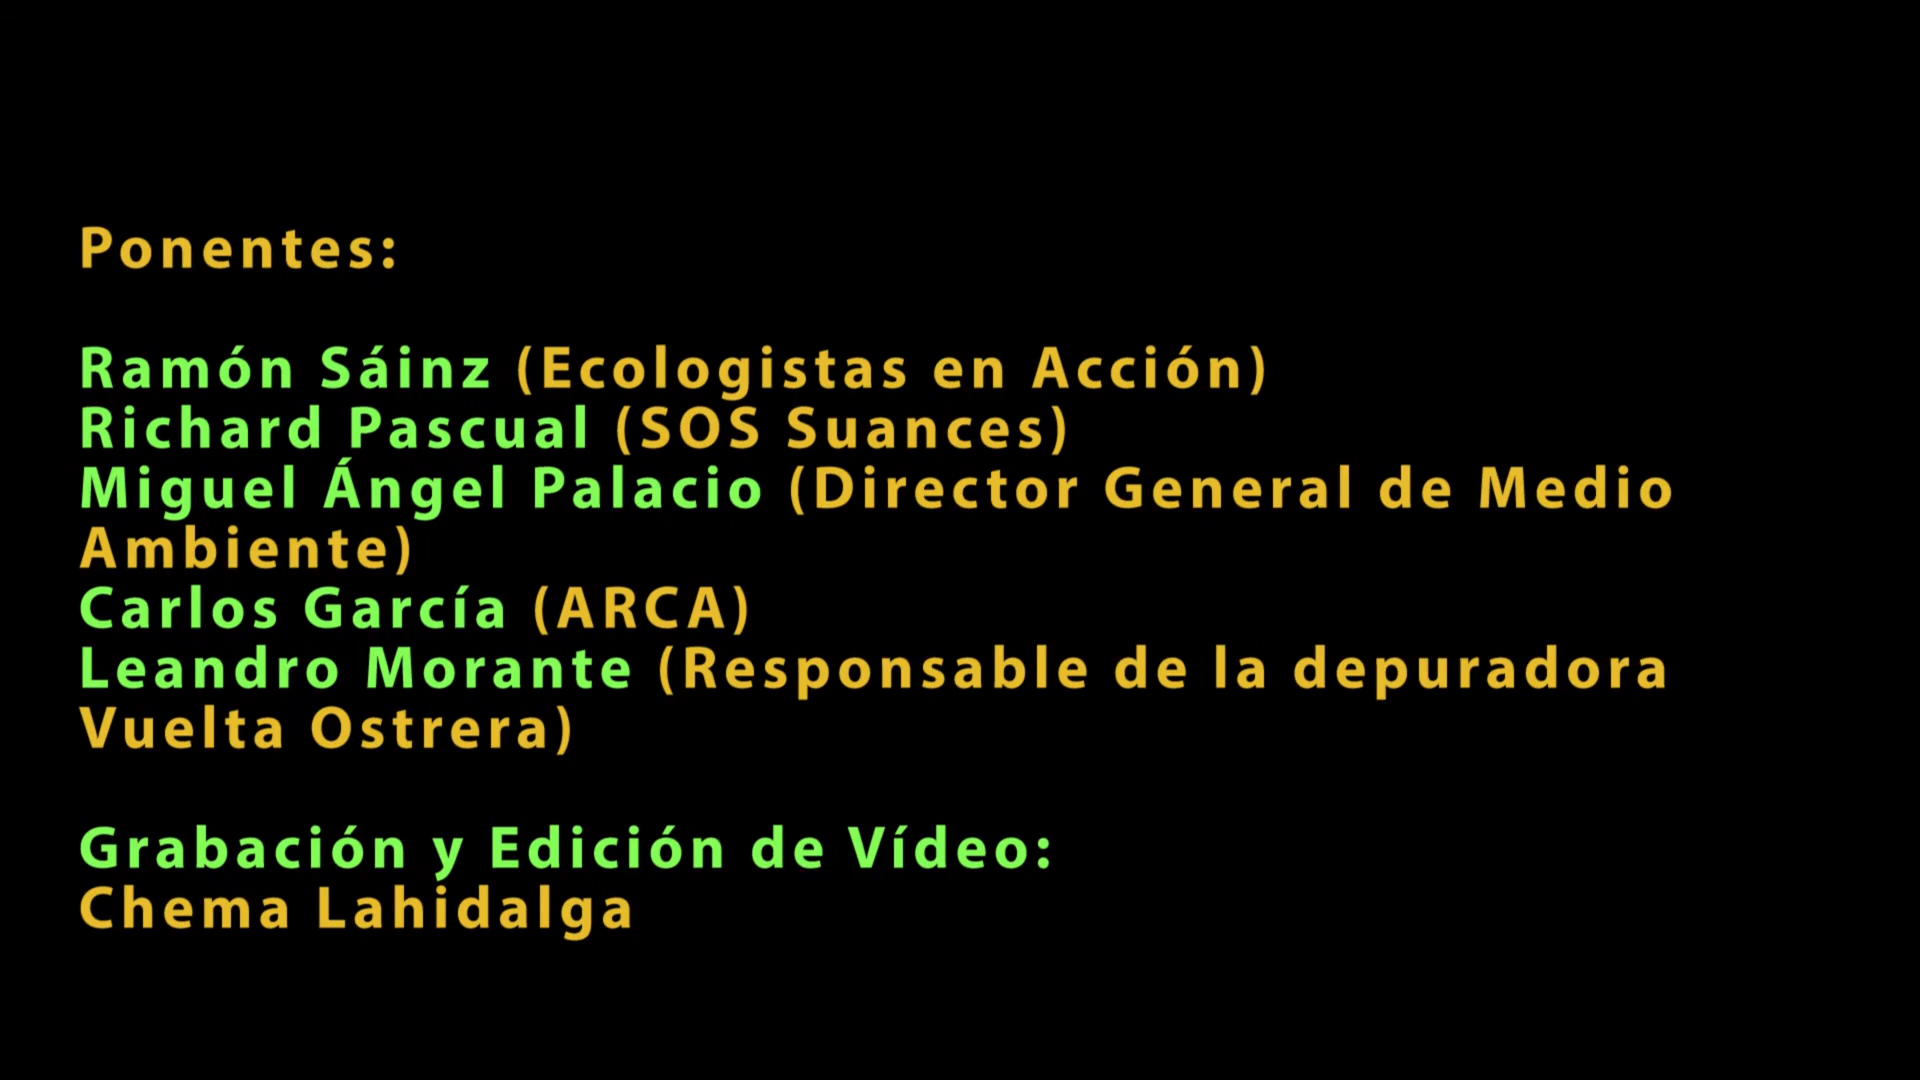 Ponentes:
Ramón Sáinz (Ecologistas en Acción)
Richard Pascual (SOS Suances)
Miguel Ángel Palacio (Director General de Medio
Ambiente)
Carlos García (ARCA)
Leandro Morante (Responsable de la depuradora
Vuelta Ostrera)
Grabación y Edición de Vídeo:
Chema Lahidalga